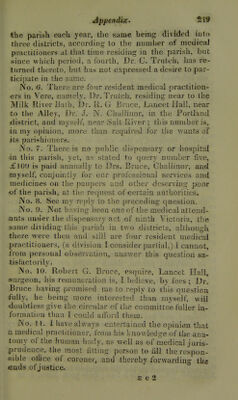 Appendix. 219
the parish each year, the same being divided into
three districts, according to the number of medical
practitioners at that time residing in the parish, but
since which period, a fourth, Dr. C. Trutch, has re-
turned thereto, but has not expressed a desire to par-
ticipate in the same.
No. 6. There are four resident medical practition-
ers in Vere, namely, Dr. Trutch, residing near to the
Milk River Bath, Dr. R. G Bruce, Lancet Hall, near
to the Alley, Dr. J. N. Challinor, in the Portland
district, and myself, near Salt River; this number is,
in my opinion, more than required for the wants of
its parishioners.
No. 7. There is no public dispensary or hospital
in this parish, yet, as stated to query number five,
£160 is paid annually to Drs. Bruce, Challinor, and
myself, conjointly for our professional services and
medicines on the paupers and other deserving poor
of the parish, at the request of certain authorities.
No. 8. See my reply to the preceding question.
No. 9. Not having been one of the medical attend-
ants under the dispensary act of ninth Victoria, the
same dividing this parish in two districts, although
there were then and still are four resident medical
practitioners, (a division I consider partial,) I cannot,
from personal observation, answer this question sa-
tisfactorily.
No. 10. Robert G. Bruce, esquire, Lancet Hall,
surgeon, his remuneration is, I believe, by fees; Dr.
Bruce having promised me to reply to this question
fully, he being more interested than myself, will
doubtless give the circular of the committee fuller in-
formation than I could afford them.
No. 11. I have always entertained the opinion that
a medical practitioner, from his knowledge of the ana-
tomy of the human body, as well as of medical juris-
prudence, the most fitting person to fill the respon-
sible office of coroner, and thereby forwarding the
ends of justice.
E e 2